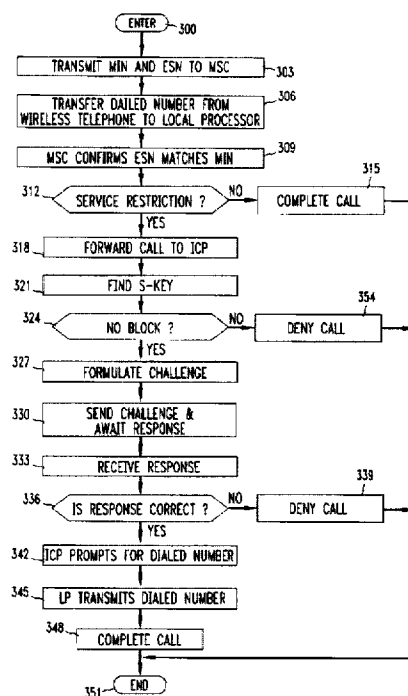 ENTER
300
TRANSMIT MIN AND ESN TO MSC
303
TRANSFER DAILED NUMBER FROM
WIRELESS TELEPHONE TO LOCAL PROCESSOR
306
MSC CONFIRMS ESN MATCHES MIN
309
312
SERVICE RESTRICTION ?
NO
COMPLETE CALL
315
YES
318
FORWARD CALL TO ICP
321
FIND S-KEY
324
NO BLOCK ?
NO
DENY CALL
354
YES
327
FORMULATE CHALLENGE
330
SEND CHALLENGE &
AWAIT RESPONSE
333
RECEIVE RESPONSE
336
IS RESPONSE CORRECT ?
NO
DENY CALL
339
YES
342
ICP PROMPTS FOR DIALED NUMBER
345
LP TRANSMITS DIALED NUMBER
348
COMPLETE CALL
351
END